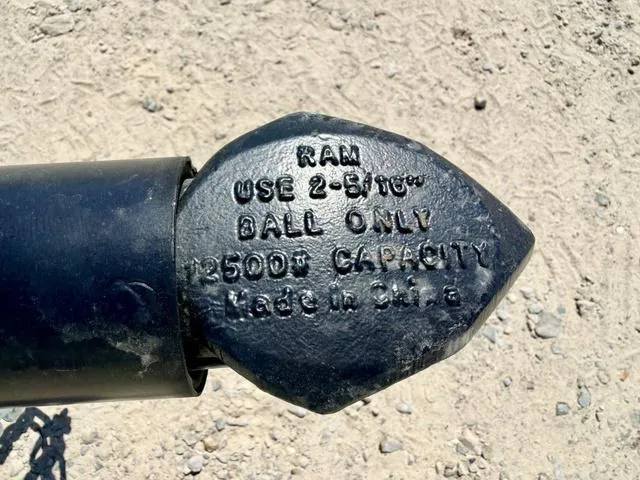 RAM
USE 2-5/16"
BALL ONLY
12500# CAPACITY
Made in China